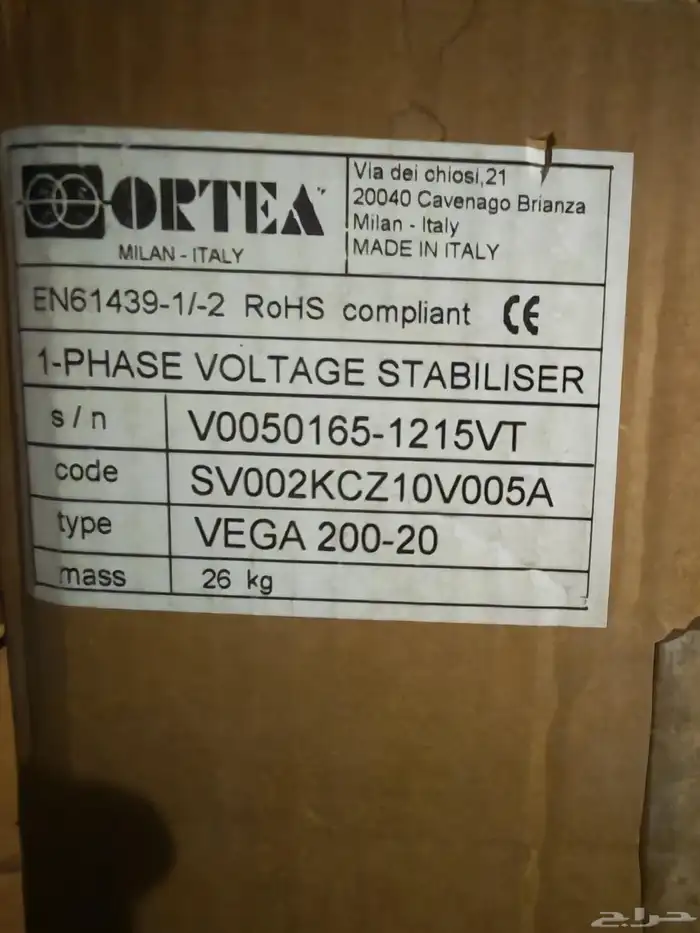 ORTEA™
MILAN - ITALY
Via dei chiosi,21
20040 Cavenago Brianza
Milan - Italy
MADE IN ITALY
EN61439-1/-2 RoHS compliant CE
1-PHASE VOLTAGE STABILISER
s / n V0050165-1215VT
code SV002KCZ10V005A
type VEGA 200-20
mass 26 kg
حراج